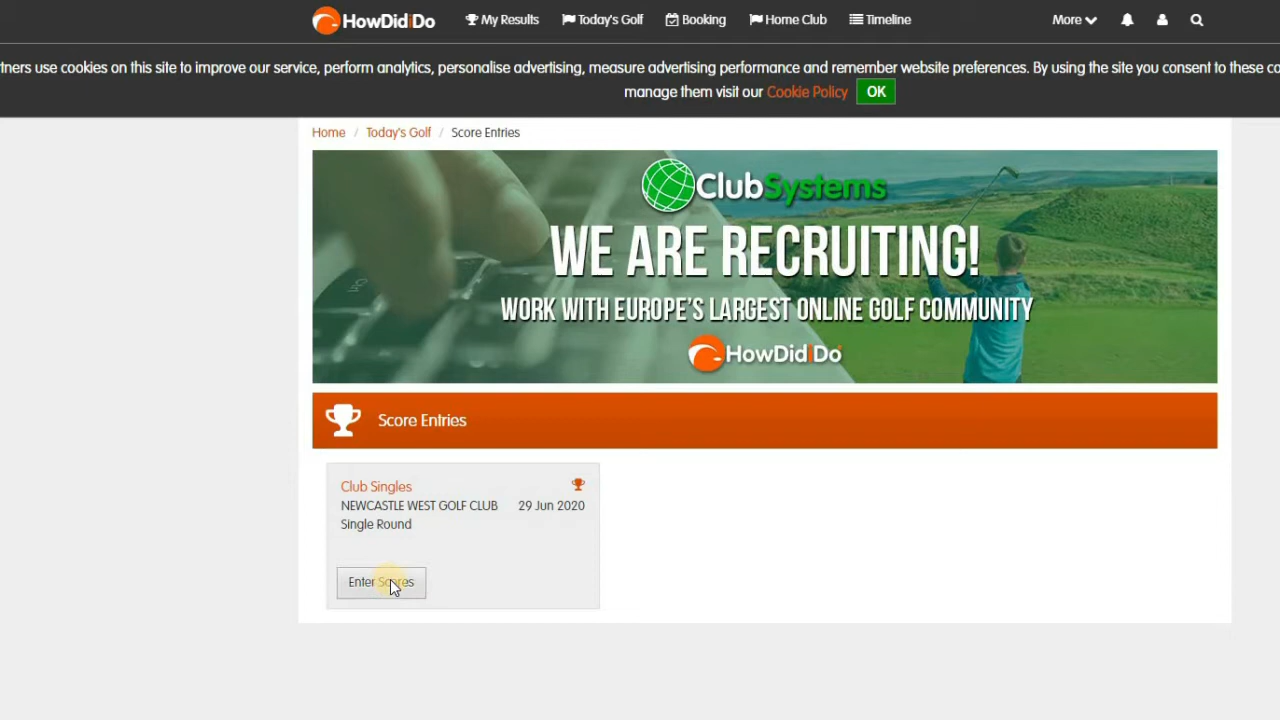 HowDidiDo My Results Today's Golf Booking Home Club Timeline More
tners use cookies on this site to improve our service, perform analytics, personalise advertising, measure advertising performance and remember website preferences. By using the site you consent to these co
manage them visit our Cookie Policy OK
Home / Today's Golf / Score Entries
ClubSystems
WE ARE RECRUITING!
WORK WITH EUROPE'S LARGEST ONLINE GOLF COMMUNITY
HowDidiDo
Score Entries
Club Singles
NEWCASTLE WEST GOLF CLUB 29 Jun 2020
Single Round
Enter Scores